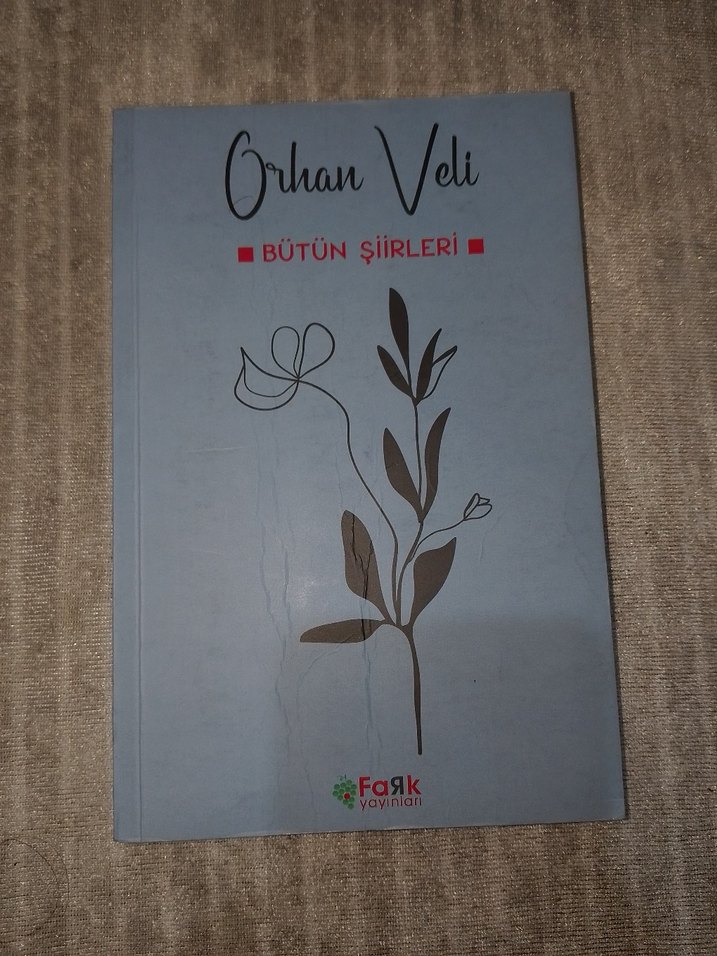 Orhan Veli
BÜTÜN ŞİİRLERİ
FaRk
yayınları